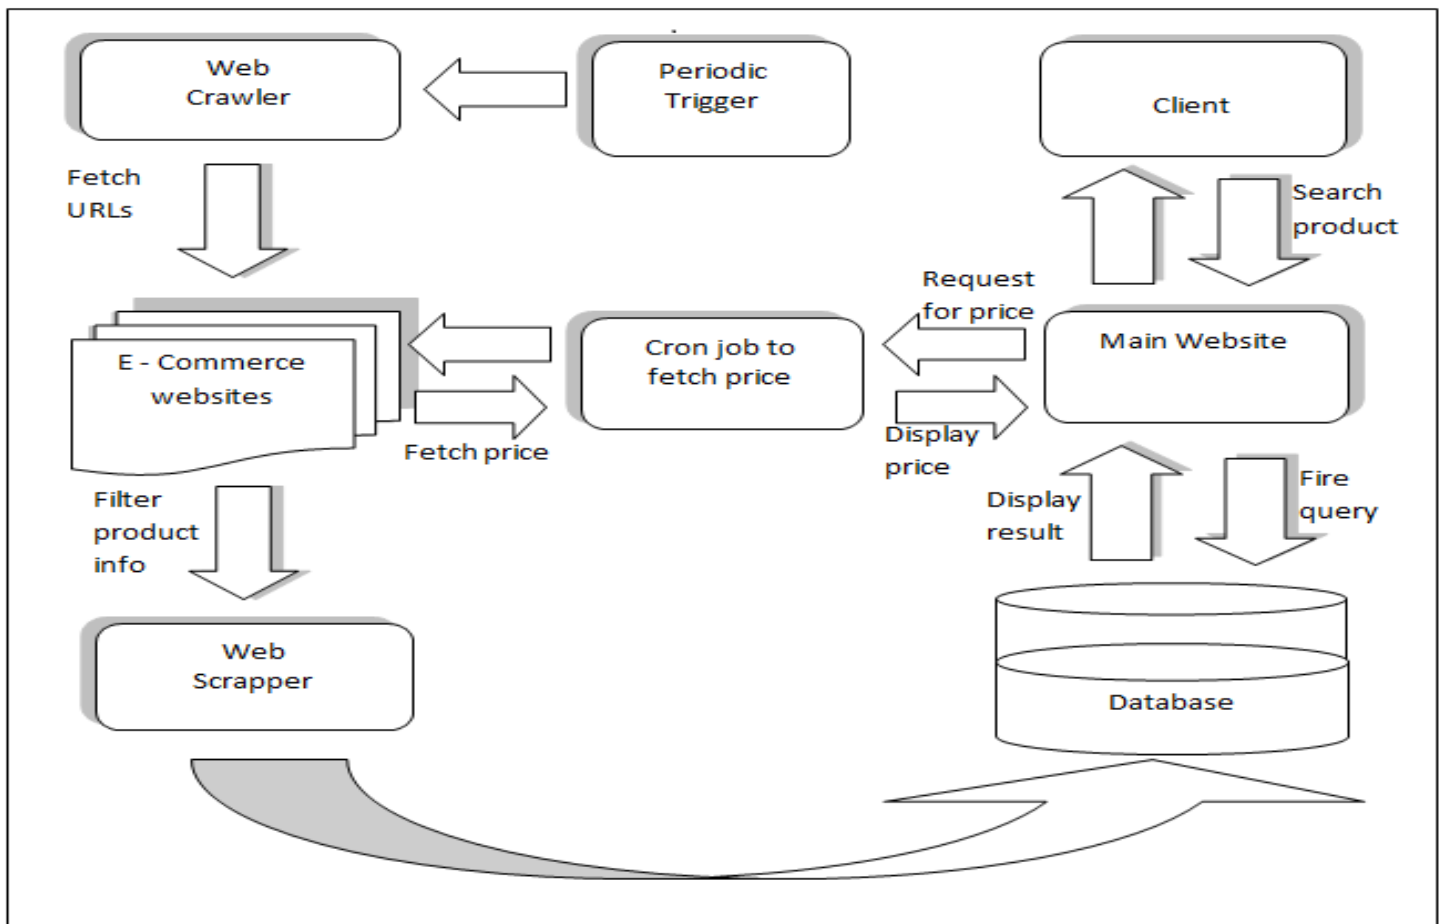 Web
Crawler
Periodic
Trigger
Client
Fetch
URLs
Search
product
Request
for price
E - Commerce
websites
Cron job to
fetch price
Main Website
Fetch price
Display
price
Filter
product
info
Display
result
Fire
query
Web
Scrapper
Database